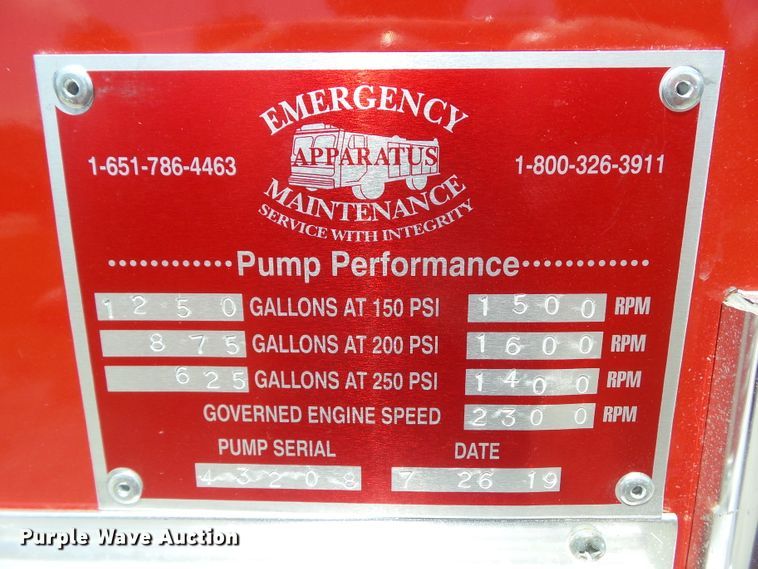 EMERGENCY
APPARATUS
MAINTENANCE
SERVICE WITH INTEGRITY
1-651-786-4463 1-800-326-3911
Pump Performance
1250 GALLONS AT 150 PSI 1500 RPM
875 GALLONS AT 200 PSI 1600 RPM
625 GALLONS AT 250 PSI 1400 RPM
GOVERNED ENGINE SPEED 2300 RPM
PUMP SERIAL DATE
43208 7 26 19
Purple Wave Auction